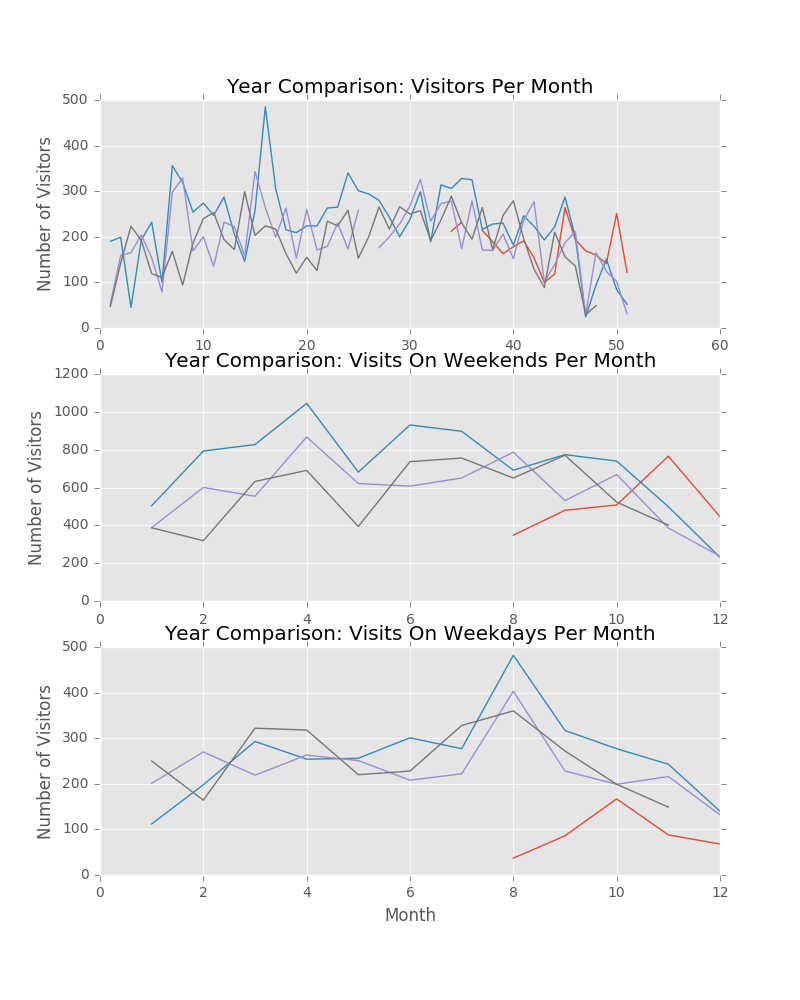 Year Comparison: Visitors Per Month
Number of Visitors
500
400
300
200
100
0
0 10 20 30 40 50 60
Year Comparison: Visits On Weekends Per Month
Number of Visitors
1200
1000
800
600
400
200
0
0 2 4 6 8 10 12
Year Comparison: Visits On Weekdays Per Month
Number of Visitors
500
400
300
200
100
0
0 2 4 6 8 10 12
Month